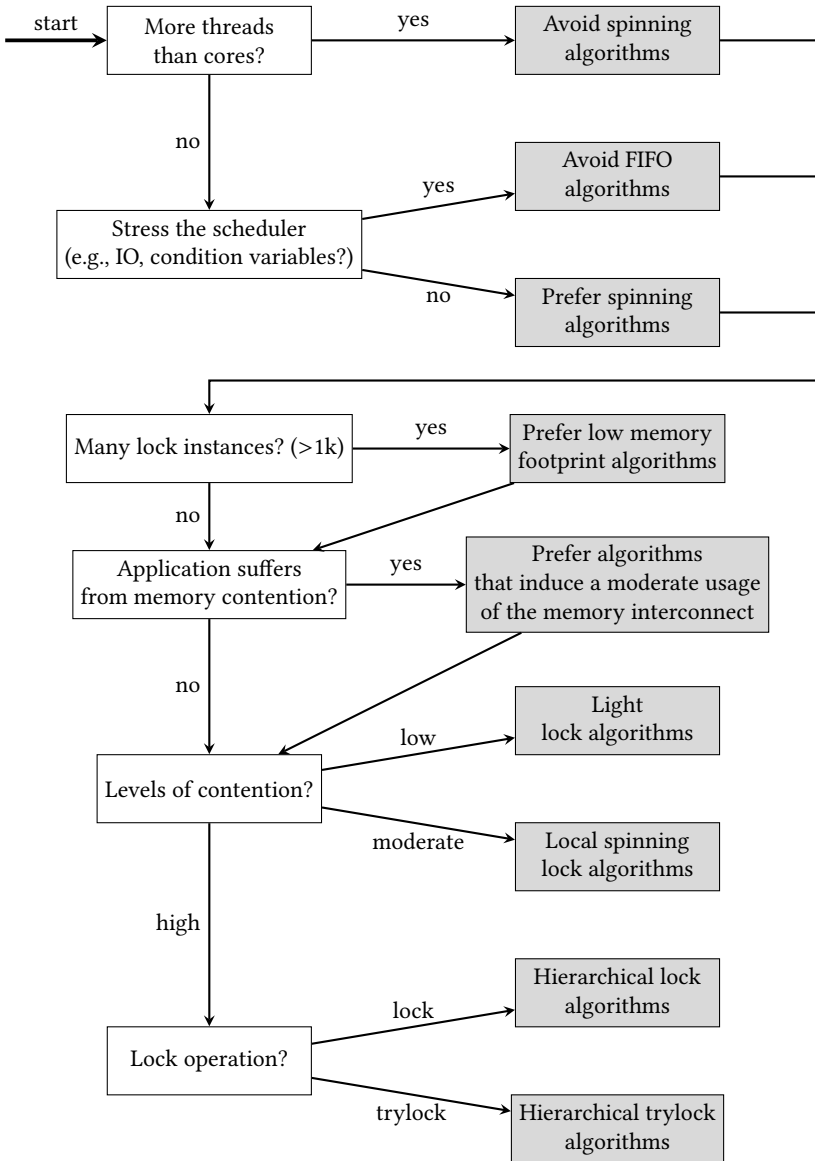 start
More threads
than cores?
yes
Avoid spinning
algorithms
no
Avoid FIFO
algorithms
yes
Stress the scheduler
(e.g., IO, condition variables?)
no
Prefer spinning
algorithms
Many lock instances? (>1k)
yes
Prefer low memory
footprint algorithms
no
Application suffers
from memory contention?
yes
Prefer algorithms
that induce a moderate usage
of the memory interconnect
no
Light
lock algorithms
low
Levels of contention?
moderate
Local spinning
lock algorithms
high
Hierarchical lock
algorithms
lock
Lock operation?
trylock
Hierarchical trylock
algorithms